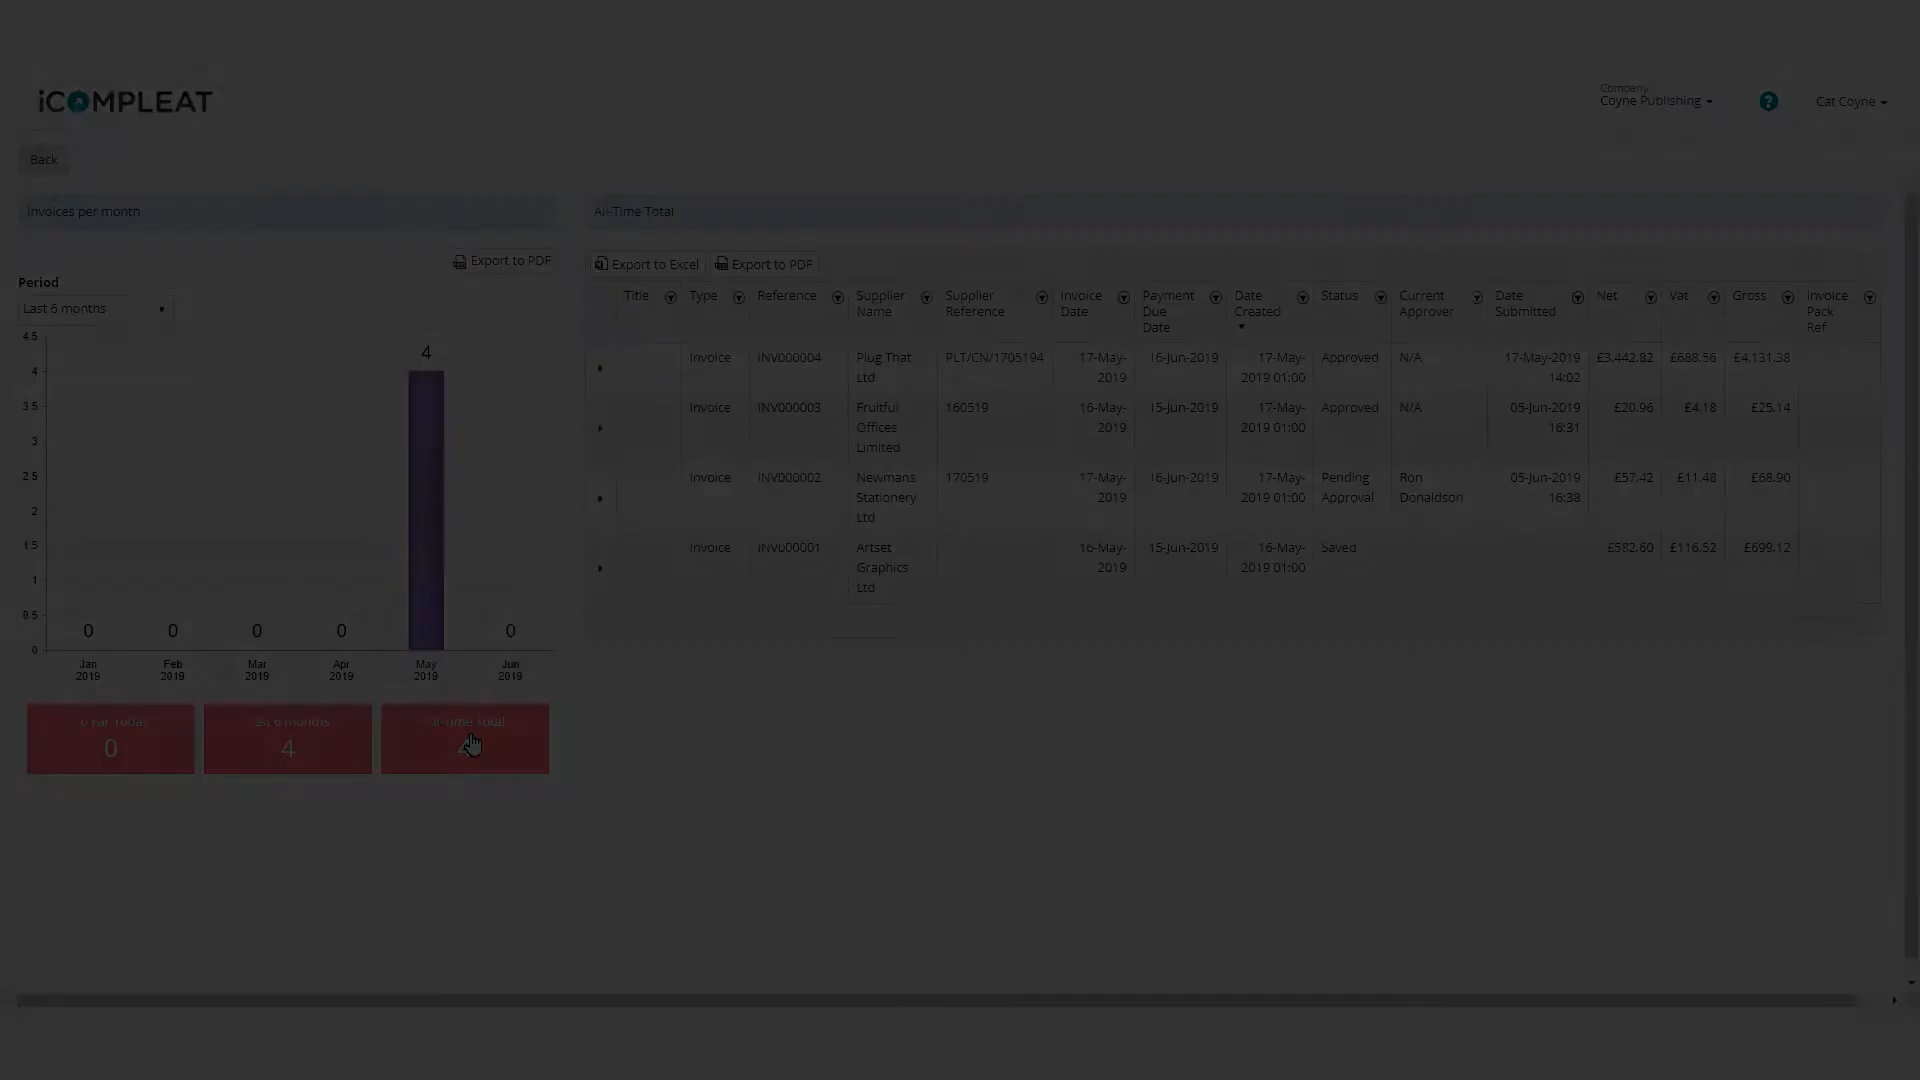 iCOMPLEAT
Company
Coyne Publishing
?
Cat Coyne
Back
Invoices per month
All-Time Total
Export to PDF
Export to Excel
Export to PDF
Period
Last 6 months
Title
Type
Reference
Supplier
Name
Supplier
Reference
Invoice
Date
Payment
Due
Date
Date
Created
Status
Current
Approver
Date
Submitted
Net
Vat
Gross
Invoice
Pack
Ref
Invoice INV000004 Plug That PLT/CN/1705194 17-May- 16-Jun-2019 17-May- Approved N/A 17-May-2019 £3,442.82 £688.56 £4,131.38
Ltd 2019 2019 01:00 14:02
Invoice INV000003 Fruitful 160519 16-May- 15-Jun-2019 17-May- Approved N/A 05-Jun-2019 £20.96 £4.18 £25.14
Offices 2019 2019 01:00 16:31
Limited
Invoice INV000002 Newmans 170519 17-May- 16-Jun-2019 17-May- Pending Ron 05-Jun-2019 £57.42 £11.48 £68.90
Stationery 2019 2019 01:00 Approval Donaldson 16:38
Ltd
Invoice INV000001 Artset 16-May- 15-Jun-2019 16-May- Saved £582.60 £116.52 £699.12
Graphics 2019 2019 01:00
Ltd
4.5
4
4
3.5
3
2.5
2
1.5
1
0.5
0
0 0 0 0 0
Jan Feb Mar Apr May Jun
2019 2019 2019 2019 2019 2019
Last 6 months All-Time Total
0 4